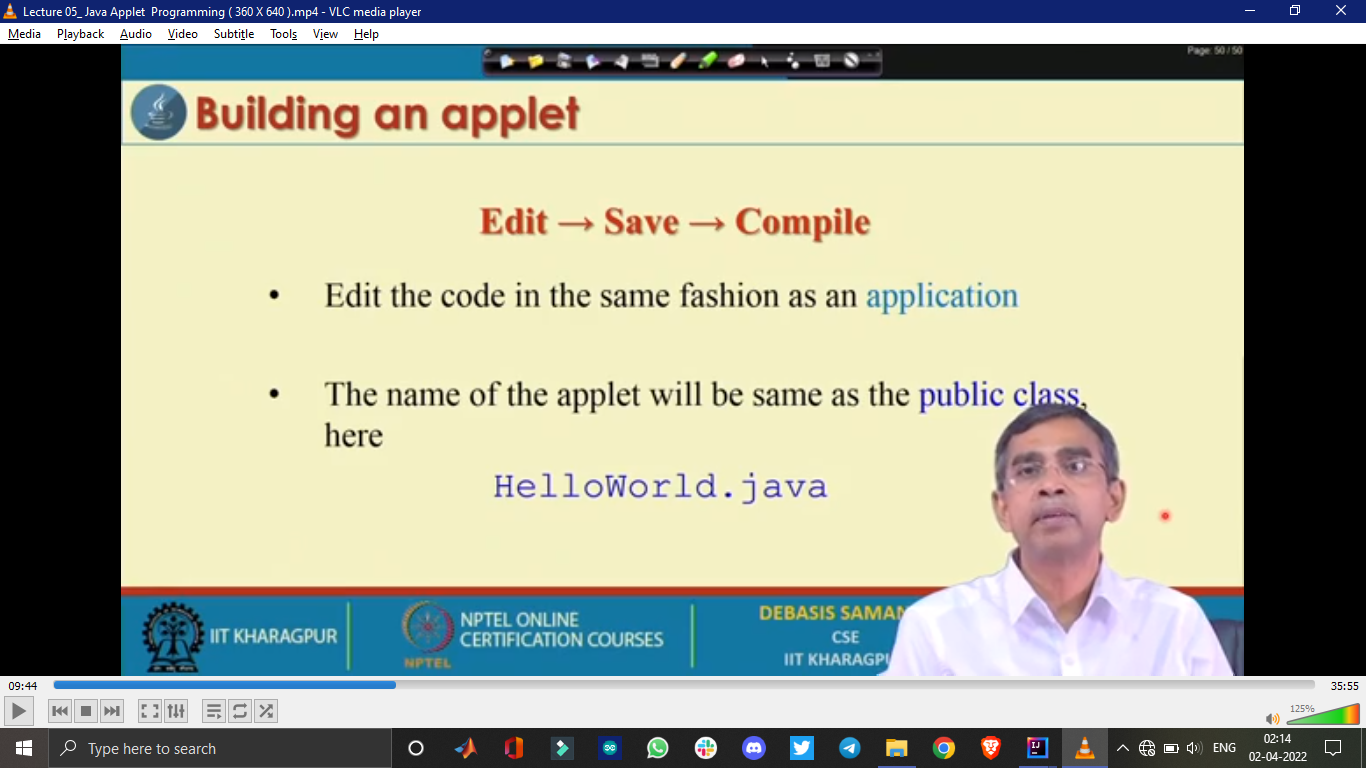 Lecture 05_ Java Applet Programming ( 360 X 640 ).mp4 - VLC media player
Media Playback Audio Video Subtitle Tools View Help
Page: 50 / 50
Building an applet
Edit → Save → Compile
• Edit the code in the same fashion as an application
• The name of the applet will be same as the public class,
here
HelloWorld.java
IIT KHARAGPUR
NPTEL
NPTEL ONLINE
CERTIFICATION COURSES
DEBASIS SAMAN
CSE
IIT KHARAGPU
09:44
35:55
125%
Type here to search
ENG
02:14
02-04-2022